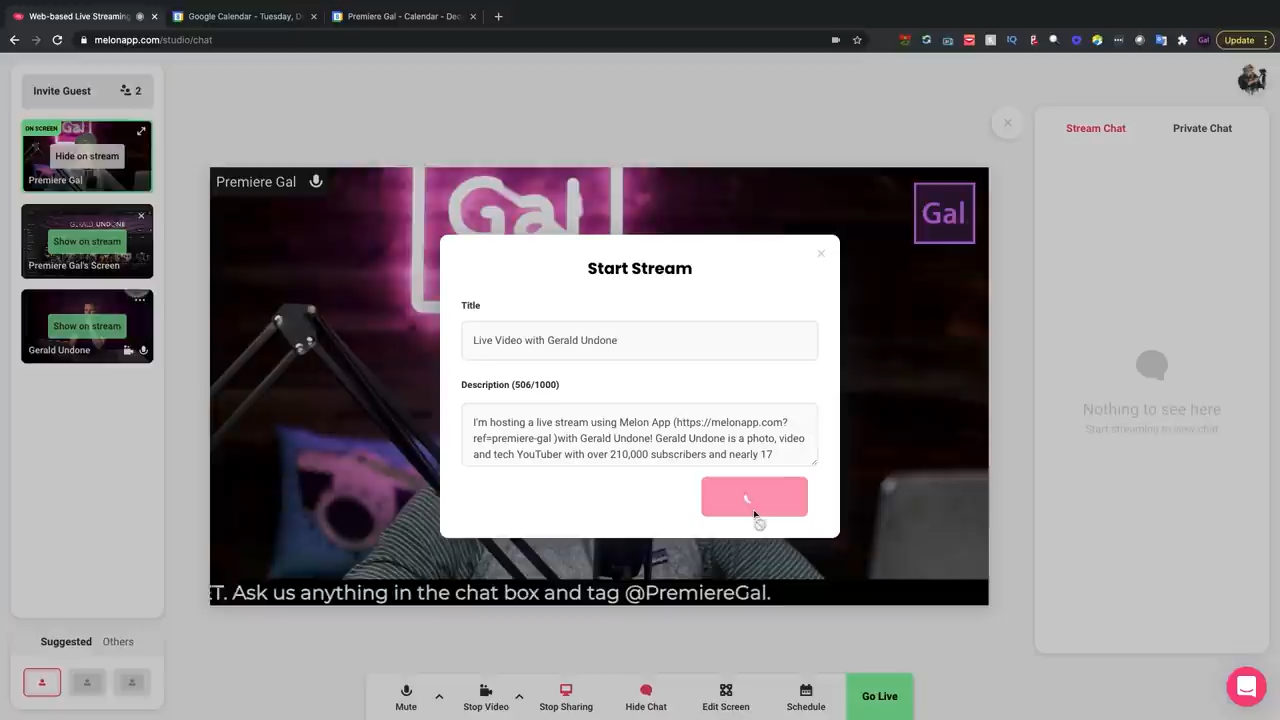 Web-based Live Streaming
Google Calendar - Tuesday, D
Premiere Gal - Calendar - Dec
melonapp.com/studio/chat
Gal
Update
Invite Guest
2
ON SCREEN
Hide on stream
Premiere Gal
GERALD UNDONE
Show on stream
Premiere Gal's Screen
Show on stream
Gerald Undone
Suggested
Others
Premiere Gal
Gal
Gal
Start Stream
Title
Live Video with Gerald Undone
Description (506/1000)
I'm hosting a live stream using Melon App (https://melonapp.com?
ref=premiere-gal )with Gerald Undone! Gerald Undone is a photo, video
and tech YouTuber with over 210,000 subscribers and nearly 17
ET. Ask us anything in the chat box and tag @PremiereGal.
Mute
Stop Video
Stop Sharing
Hide Chat
Edit Screen
Schedule
Go Live
Stream Chat
Private Chat
Nothing to see here
Start streaming to view chat